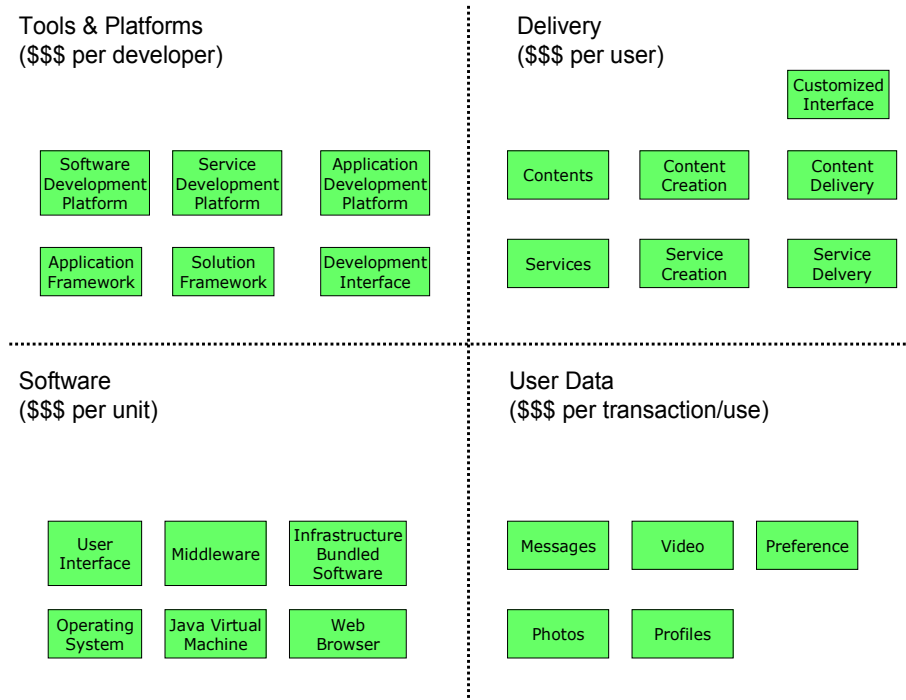 Tools & Platforms
($$$ per developer)
Software
Development
Platform
Service
Development
Platform
Application
Development
Platform
Application
Framework
Solution
Framework
Development
Interface
Delivery
($$$ per user)
Customized
Interface
Contents
Content
Creation
Content
Delivery
Services
Service
Creation
Service
Delvery
Software
($$$ per unit)
User
Interface
Middleware
Infrastructure
Bundled
Software
Operating
System
Java Virtual
Machine
Web
Browser
User Data
($$$ per transaction/use)
Messages
Video
Preference
Photos
Profiles